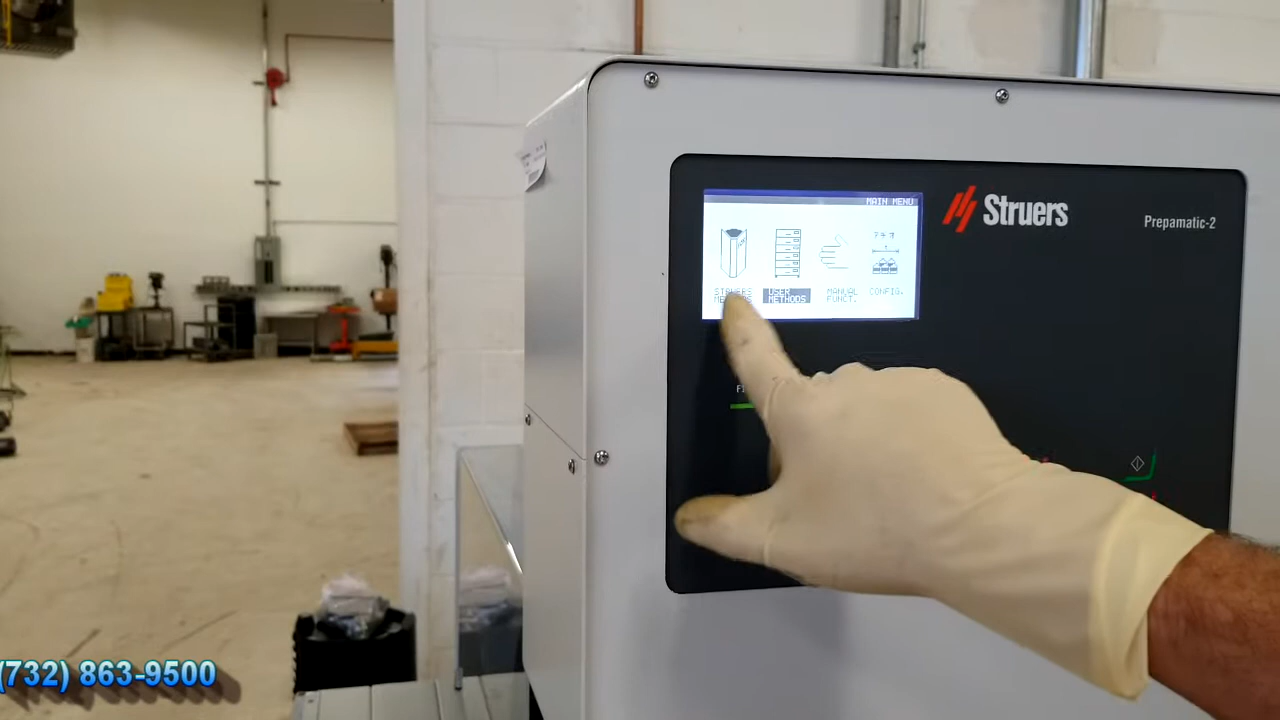 MAIN MENU
Struers
Prepamatic-2
USER
METHODS
MANUAL
FUNCT.
CONFIG.
(732) 863-9500